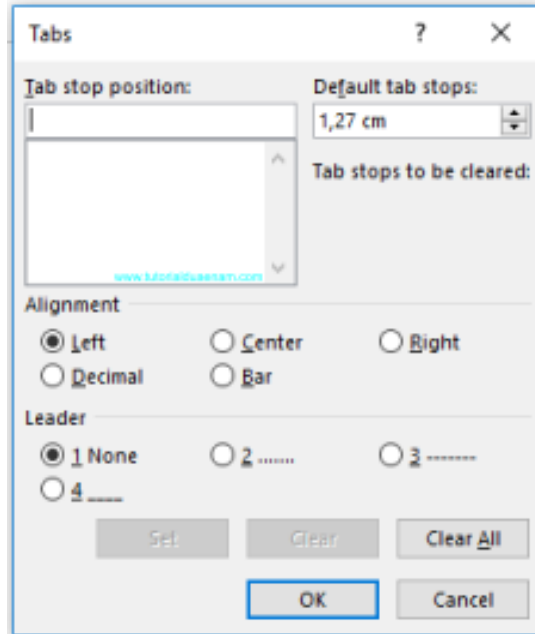 Tabs ? ✕
Tab stop position: Default tab stops:
1,27 cm
Tab stops to be cleared:
www.tutorialduaenam.com
Alignment
Left Center Right
Decimal Bar
Leader
1 None 2 ....... 3 -------
4 ____
Set Clear Clear All
OK Cancel